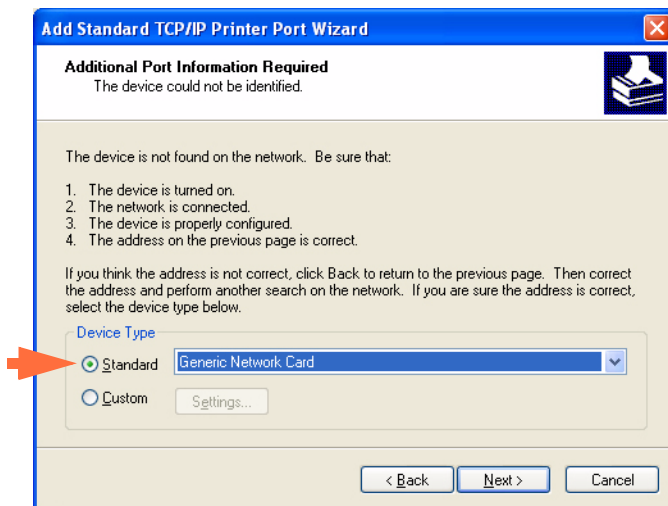 Add Standard TCP/IP Printer Port Wizard
Additional Port Information Required
The device could not be identified.
The device is not found on the network. Be sure that:
1. The device is turned on.
2. The network is connected.
3. The device is properly configured.
4. The address on the previous page is correct.
If you think the address is not correct, click Back to return to the previous page. Then correct
the address and perform another search on the network. If you are sure the address is correct,
select the device type below.
Device Type
Standard Generic Network Card
Custom Settings...
< Back Next > Cancel